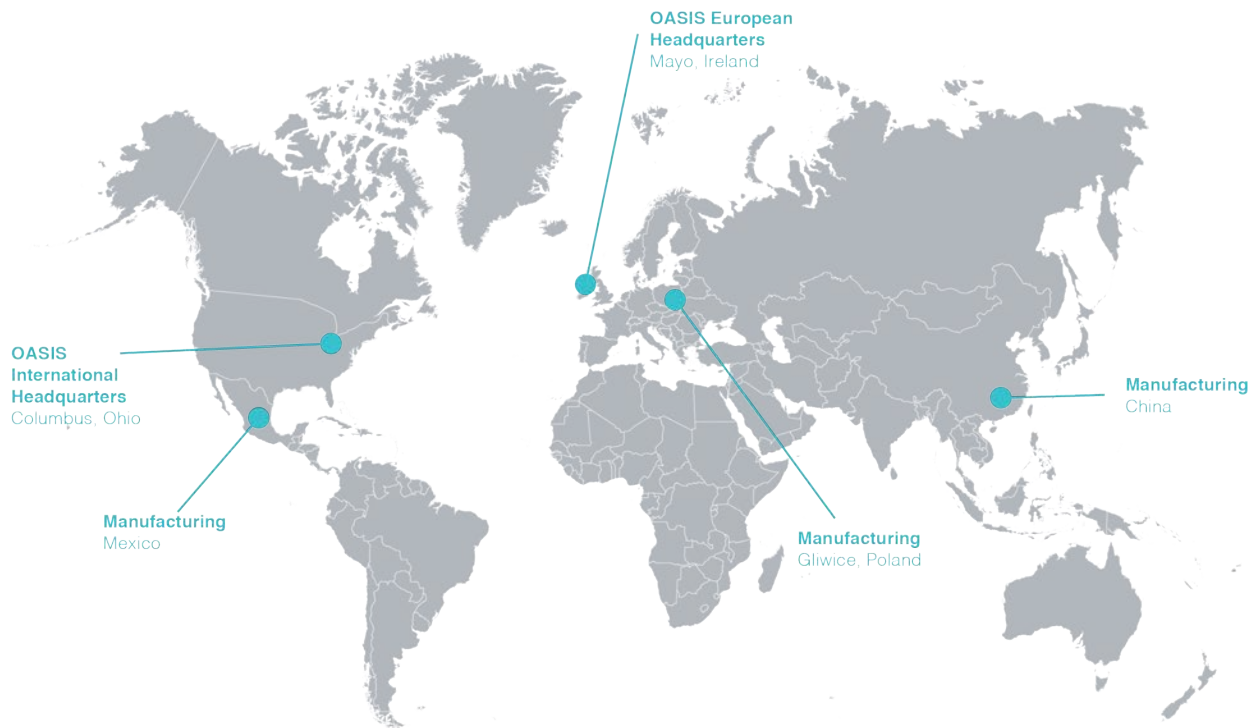 OASIS European
Headquarters
Mayo, Ireland
OASIS
International
Headquarters
Columbus, Ohio
Manufacturing
China
Manufacturing
Mexico
Manufacturing
Gliwice, Poland